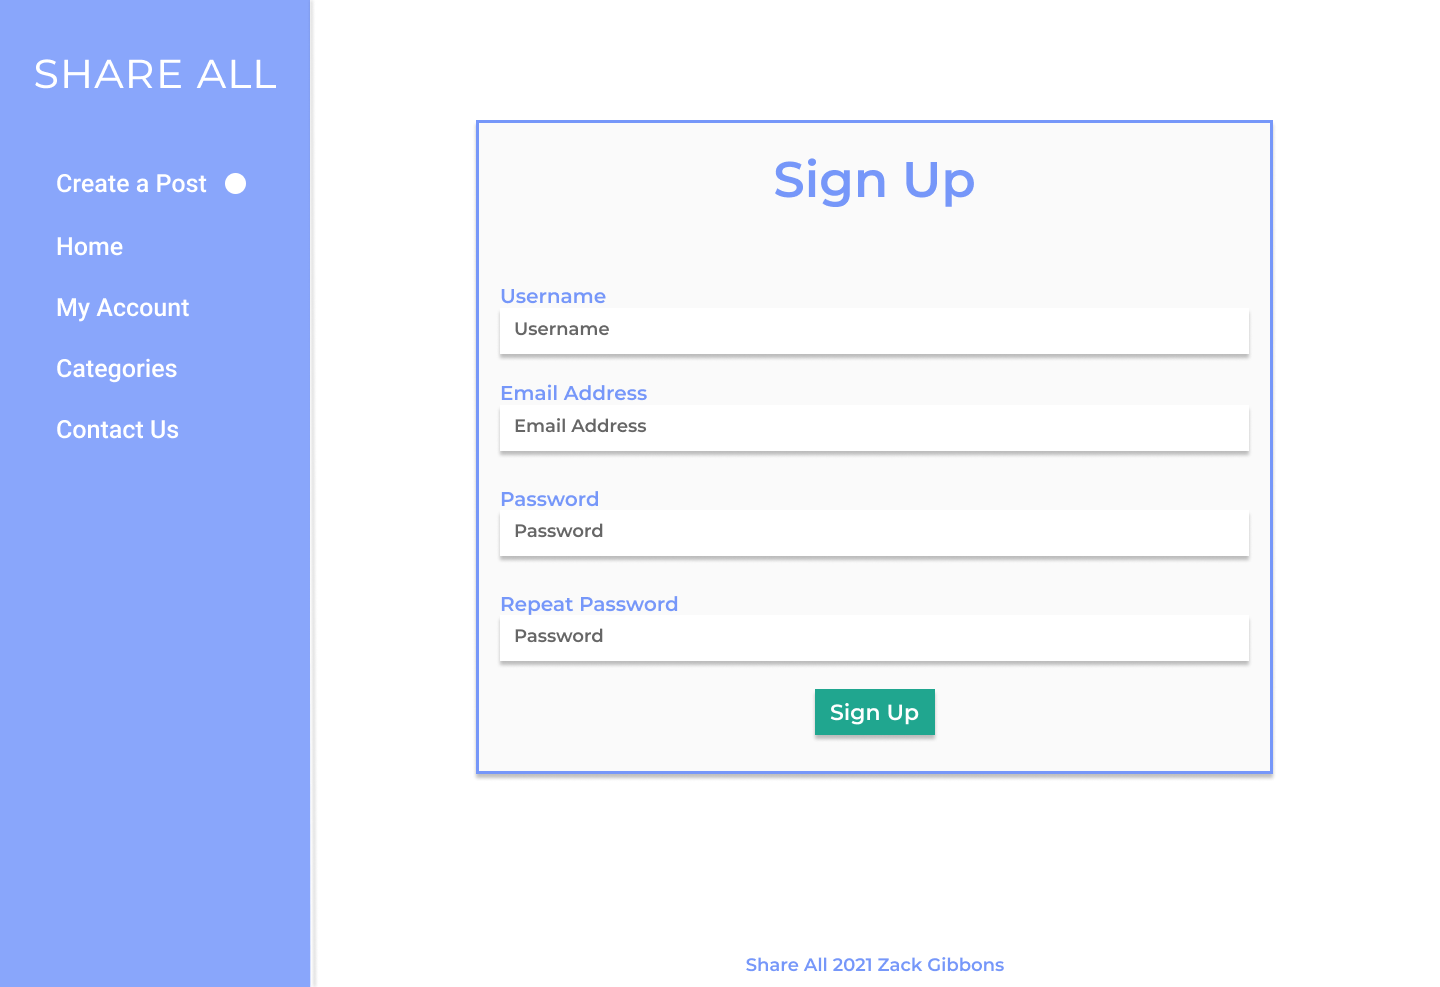 SHARE ALL
Create a Post
Home
My Account
Categories
Contact Us
Sign Up
Username
Username
Email Address
Email Address
Password
Password
Repeat Password
Password
Sign Up
Share All 2021 Zack Gibbons